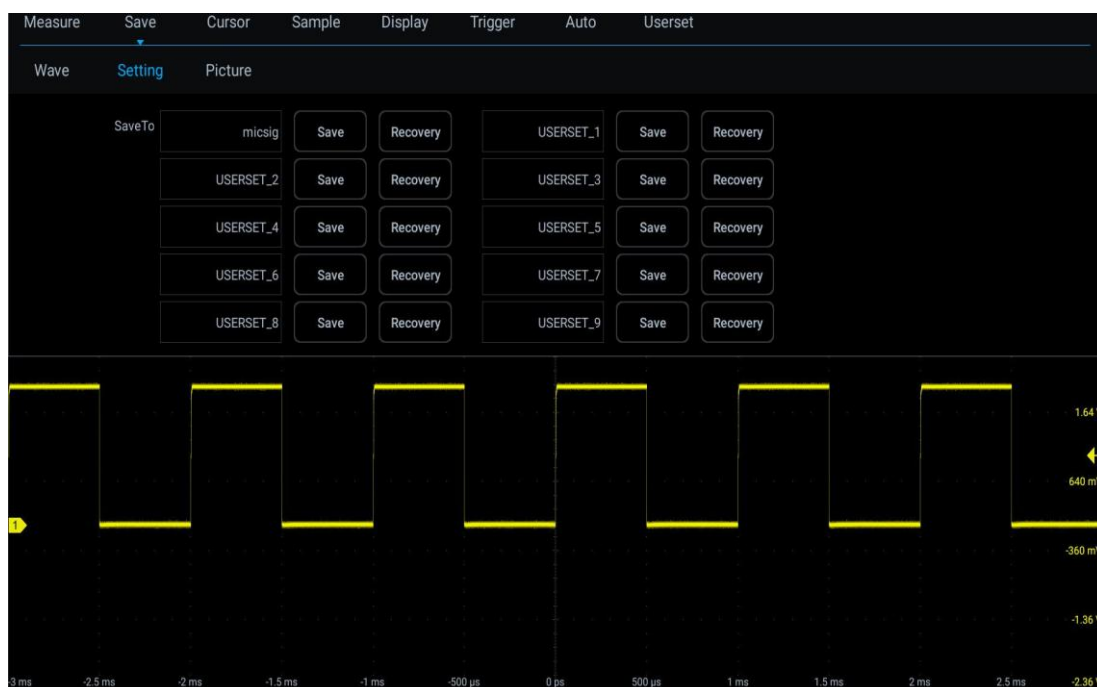 Measure Save Cursor Sample Display Trigger Auto Userset
Wave Setting Picture
SaveTo micsig Save Recovery USERSET_1 Save Recovery
USERSET_2 Save Recovery USERSET_3 Save Recovery
USERSET_4 Save Recovery USERSET_5 Save Recovery
USERSET_6 Save Recovery USERSET_7 Save Recovery
USERSET_8 Save Recovery USERSET_9 Save Recovery
1.64
640 m
1
-360 m
-1.36
-3 ms -2.5 ms -2 ms -1.5 ms -1 ms -500 μs 0 ps 500 μs 1 ms 1.5 ms 2 ms 2.5 ms -2.36